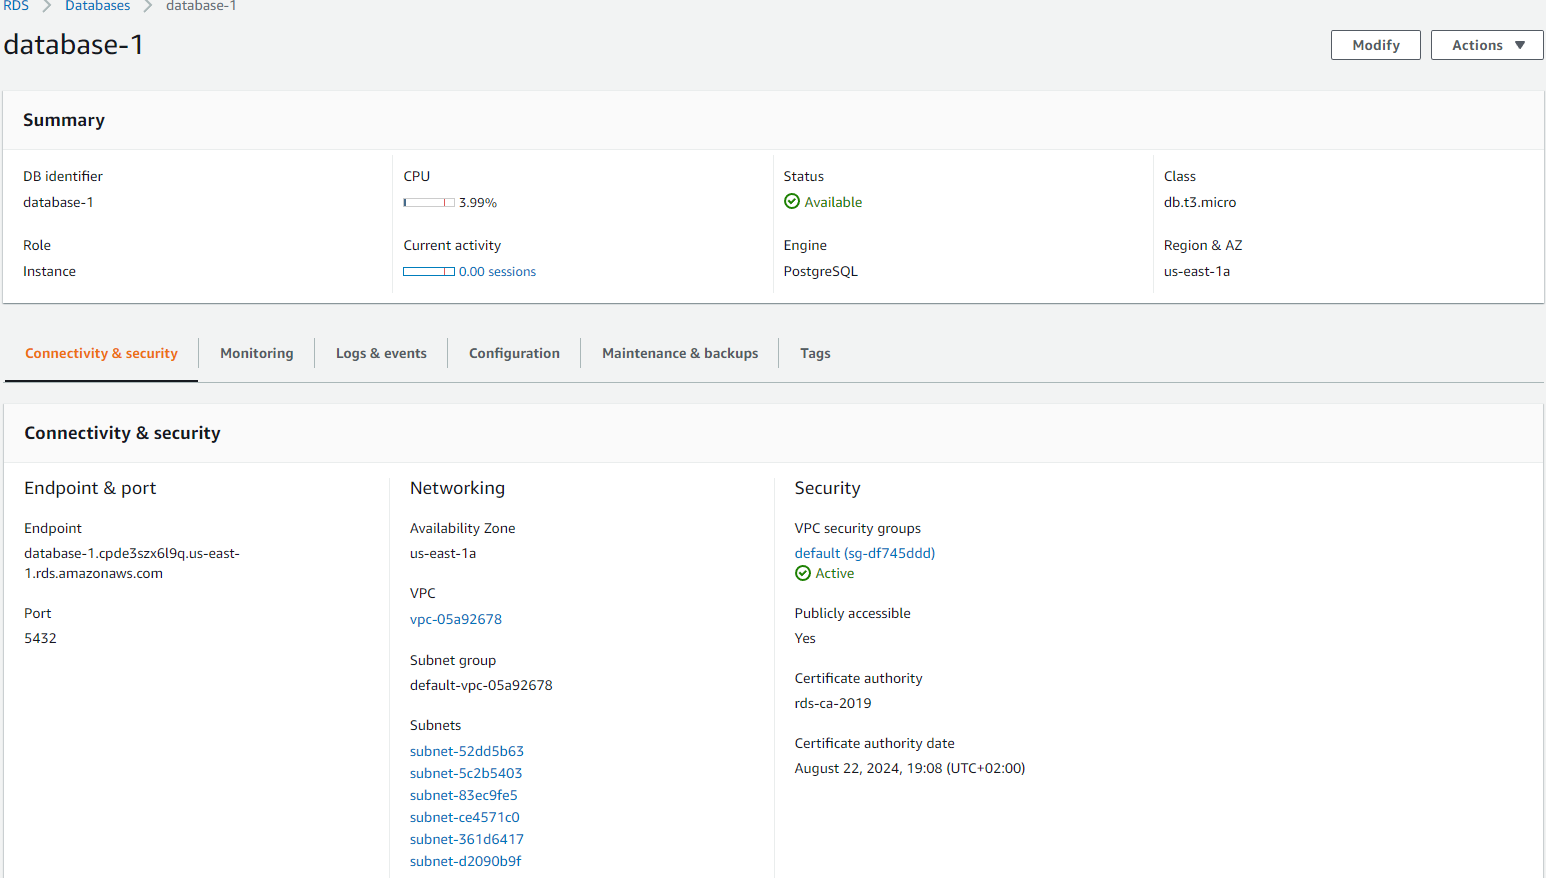 RDS > Databases > database-1
database-1
Modify
Actions
Summary
DB identifier
database-1
CPU
3.99%
Status
Available
Class
db.t3.micro
Role
Instance
Current activity
0.00 sessions
Engine
PostgreSQL
Region & AZ
us-east-1a
Connectivity & security
Monitoring
Logs & events
Configuration
Maintenance & backups
Tags
Connectivity & security
Endpoint & port
Endpoint
database-1.cpde3szx6l9q.us-east-
1.rds.amazonaws.com
Port
5432
Networking
Availability Zone
us-east-1a
VPC
vpc-05a92678
Subnet group
default-vpc-05a92678
Subnets
subnet-52dd5b63
subnet-5c2b5403
subnet-83ec9fe5
subnet-ce4571c0
subnet-361d6417
subnet-d2090b9f
Security
VPC security groups
default (sg-df745ddd)
Active
Publicly accessible
Yes
Certificate authority
rds-ca-2019
Certificate authority date
August 22, 2024, 19:08 (UTC+02:00)